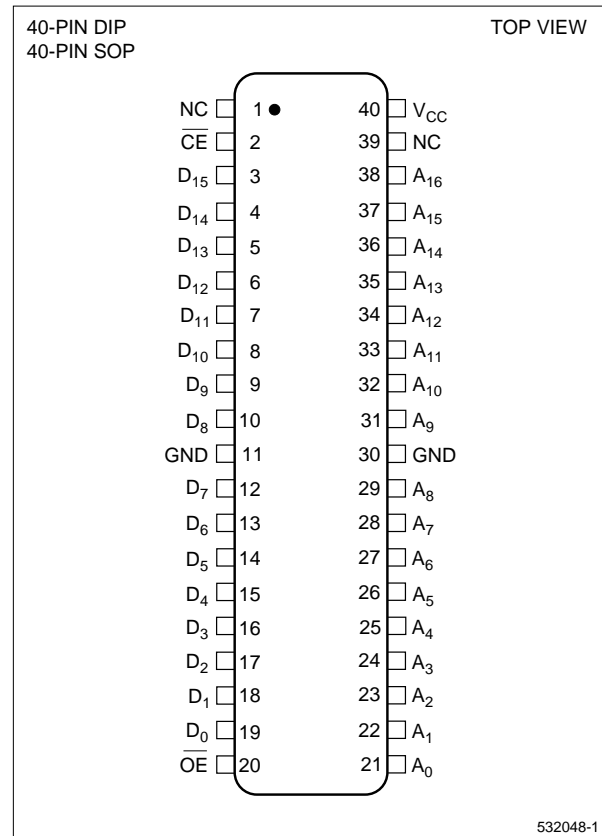 40-PIN DIP TOP VIEW
40-PIN SOP
NC 1 40 V_CC
C̅E̅ 2 39 NC
D₁₅ 3 38 A₁₆
D₁₄ 4 37 A₁₅
D₁₃ 5 36 A₁₄
D₁₂ 6 35 A₁₃
D₁₁ 7 34 A₁₂
D₁₀ 8 33 A₁₁
D₉ 9 32 A₁₀
D₈ 10 31 A₉
GND 11 30 GND
D₇ 12 29 A₈
D₆ 13 28 A₇
D₅ 14 27 A₆
D₄ 15 26 A₅
D₃ 16 25 A₄
D₂ 17 24 A₃
D₁ 18 23 A₂
D₀ 19 22 A₁
O̅E̅ 20 21 A₀
532048-1